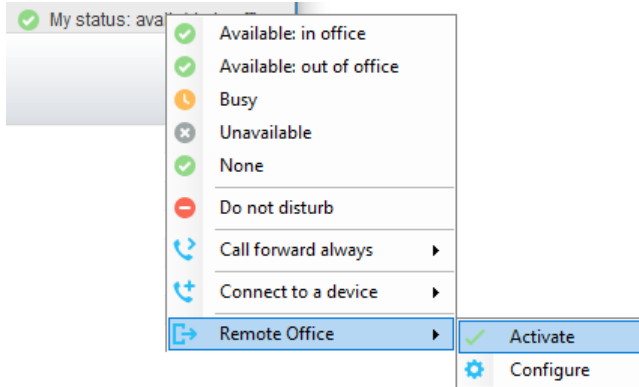 My status: ava
Available: in office
Available: out of office
Busy
Unavailable
None
Do not disturb
Call forward always
Connect to a device
Remote Office
Activate
Configure